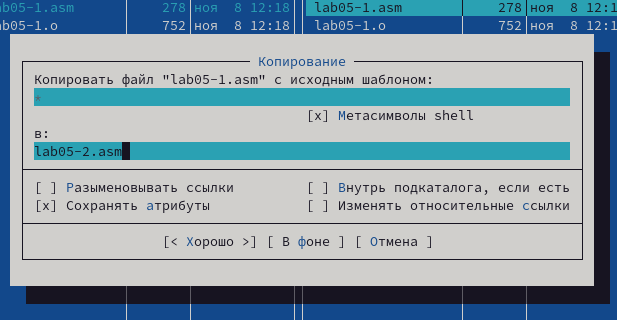 ab05-1.asm 278 ноя 8 12:18 lab05-1.asm 278 ноя 8 12:1
ab05-1.o 752 ноя 8 12:18 lab05-1.o 752 ноя 8 12:1
Копирование
Копировать файл "lab05-1.asm" с исходным шаблоном:
*
[x] Метасимволы shell
в:
lab05-2.asm
[ ] Разыменовывать ссылки [ ] Внутрь подкаталога, если есть
[x] Сохранять атрибуты [ ] Изменять относительные ссылки
[< Хорошо >] [ В фоне ] [ Отмена ]